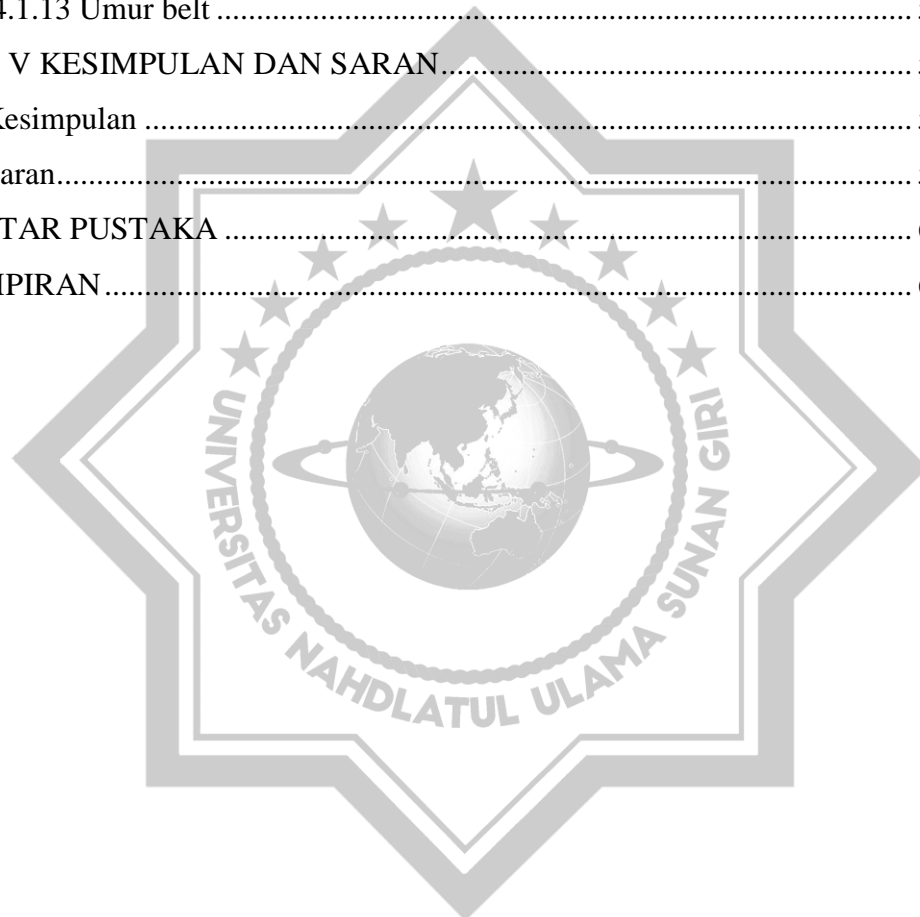 4.1.13 Umur belt ........................................................................................
V KESIMPULAN DAN SARAN ............................................................
Kesimpulan ................................................................................................
aran ............................................................................................................
TAR PUSTAKA ........................................................................................
IPIRAN .......................................................................................................
UNIVERSITAS NAHDLATUL ULAMA SUNAN GIRI